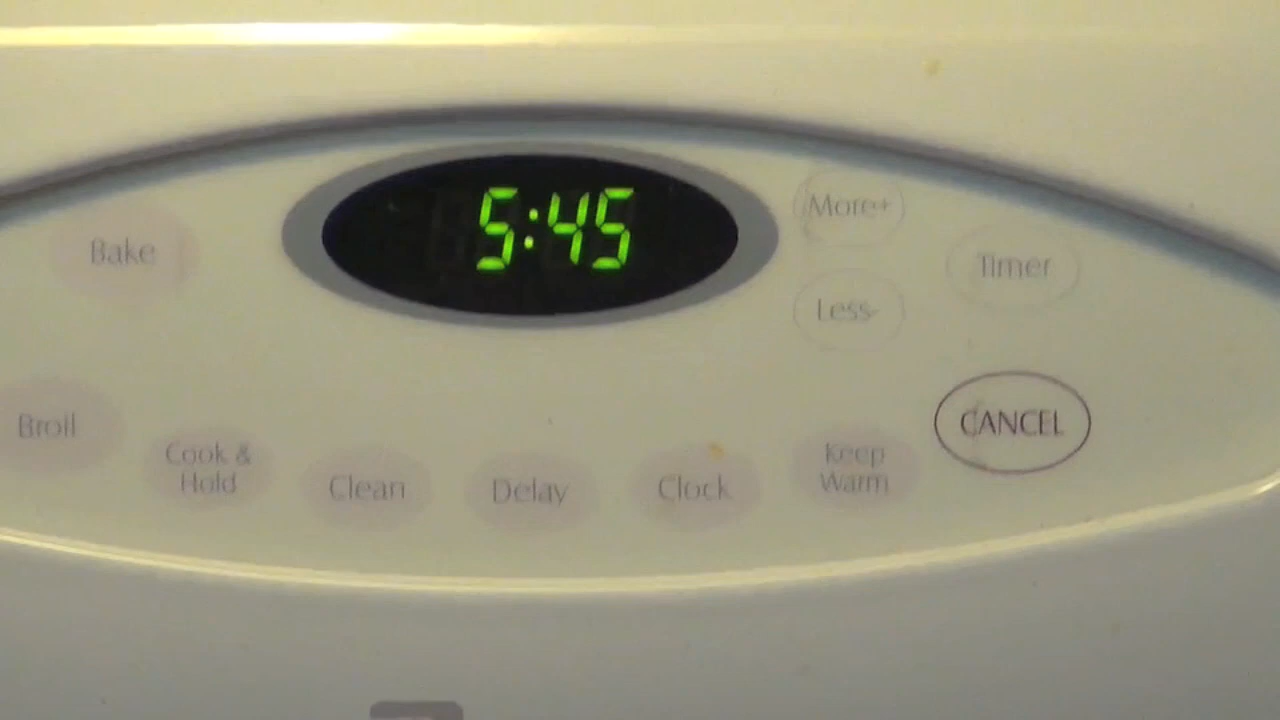 5:45
More+
Bake
Timer
Less-
Broil
CANCEL
Cook &
Hold
Clean
Delay
Clock
Keep
Warm